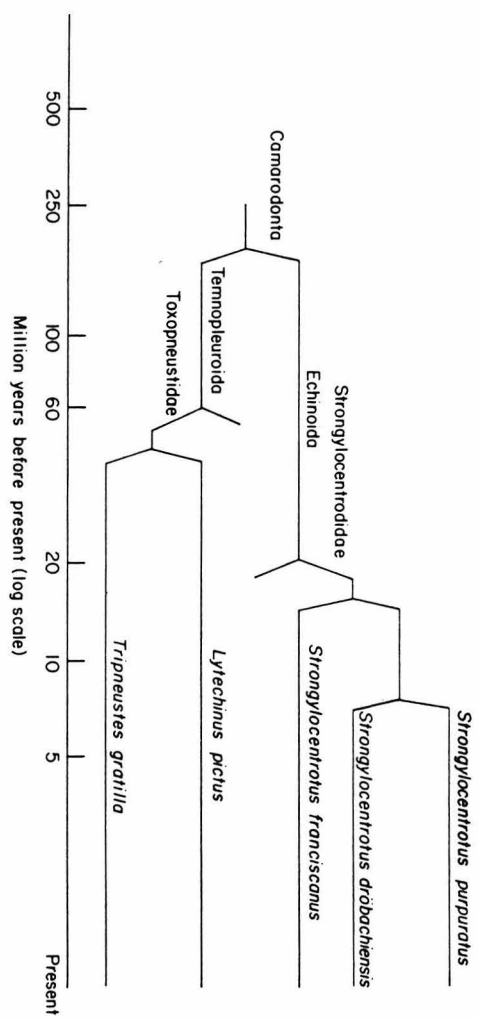 Strongylocentrotus purpuratus
Strongylocentrotus dröbachiensis
Strongylocentrodidae
Echinoida
Strongylocentrotus franciscanus
Camarodonta
Temnopleuroida
Lytechinus pictus
Toxopneustidae
Tripneustes gratilla
500
250
100
60
20
10
5
Present
Million years before present (log scale)